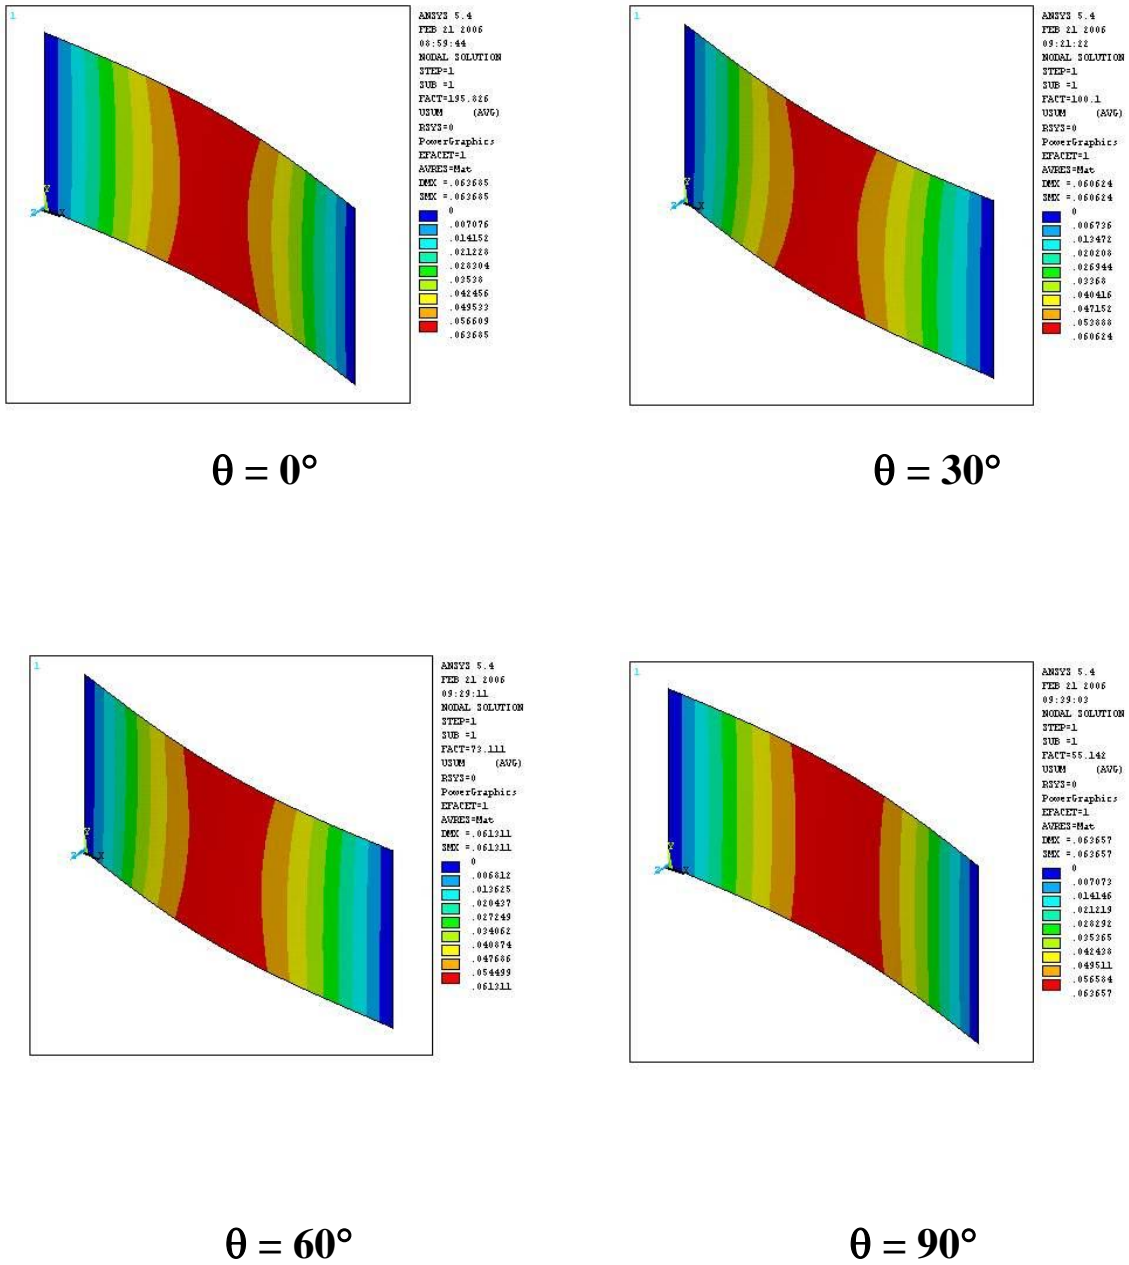 1
ANSYS 5.4
FEB 21 2006
08:59:44
NODAL SOLUTION
STEP=1
SUB =1
FACT=195.826
USUM (AVG)
RSYS=0
PowerGraphics
EFACET=1
AVRES=Mat
DMX =.063685
SMX =.063685
0
.007076
.014152
.021228
.028304
.03538
.042456
.049533
.056609
.063685
Y
Z X
θ = 0°
1
ANSYS 5.4
FEB 21 2006
09:21:22
NODAL SOLUTION
STEP=1
SUB =1
FACT=100.1
USUM (AVG)
RSYS=0
PowerGraphics
EFACET=1
AVRES=Mat
DMX =.060624
SMX =.060624
0
.006736
.013472
.020208
.026944
.03368
.040416
.047152
.053888
.060624
Y
Z X
θ = 30°
1
ANSYS 5.4
FEB 21 2006
09:29:11
NODAL SOLUTION
STEP=1
SUB =1
FACT=73.111
USUM (AVG)
RSYS=0
PowerGraphics
EFACET=1
AVRES=Mat
DMX =.061311
SMX =.061311
0
.006812
.013625
.020437
.027249
.034062
.040874
.047686
.054499
.061311
Y
Z X
θ = 60°
1
ANSYS 5.4
FEB 21 2006
09:39:03
NODAL SOLUTION
STEP=1
SUB =1
FACT=55.142
USUM (AVG)
RSYS=0
PowerGraphics
EFACET=1
AVRES=Mat
DMX =.063657
SMX =.063657
0
.007073
.014146
.021219
.028292
.035365
.042438
.049511
.056584
.063657
Y
Z X
θ = 90°